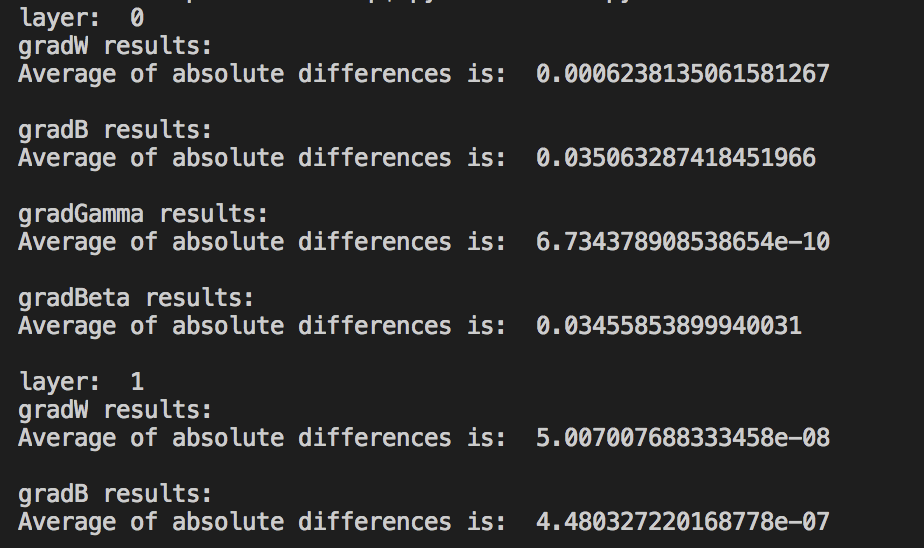 layer:  0
gradW results:
Average of absolute differences is:  0.0006238135061581267
gradB results:
Average of absolute differences is:  0.035063287418451966
gradGamma results:
Average of absolute differences is:  6.734378908538654e-10
gradBeta results:
Average of absolute differences is:  0.03455853899940031
layer:  1
gradW results:
Average of absolute differences is:  5.007007688333458e-08
gradB results:
Average of absolute differences is:  4.480327220168778e-07